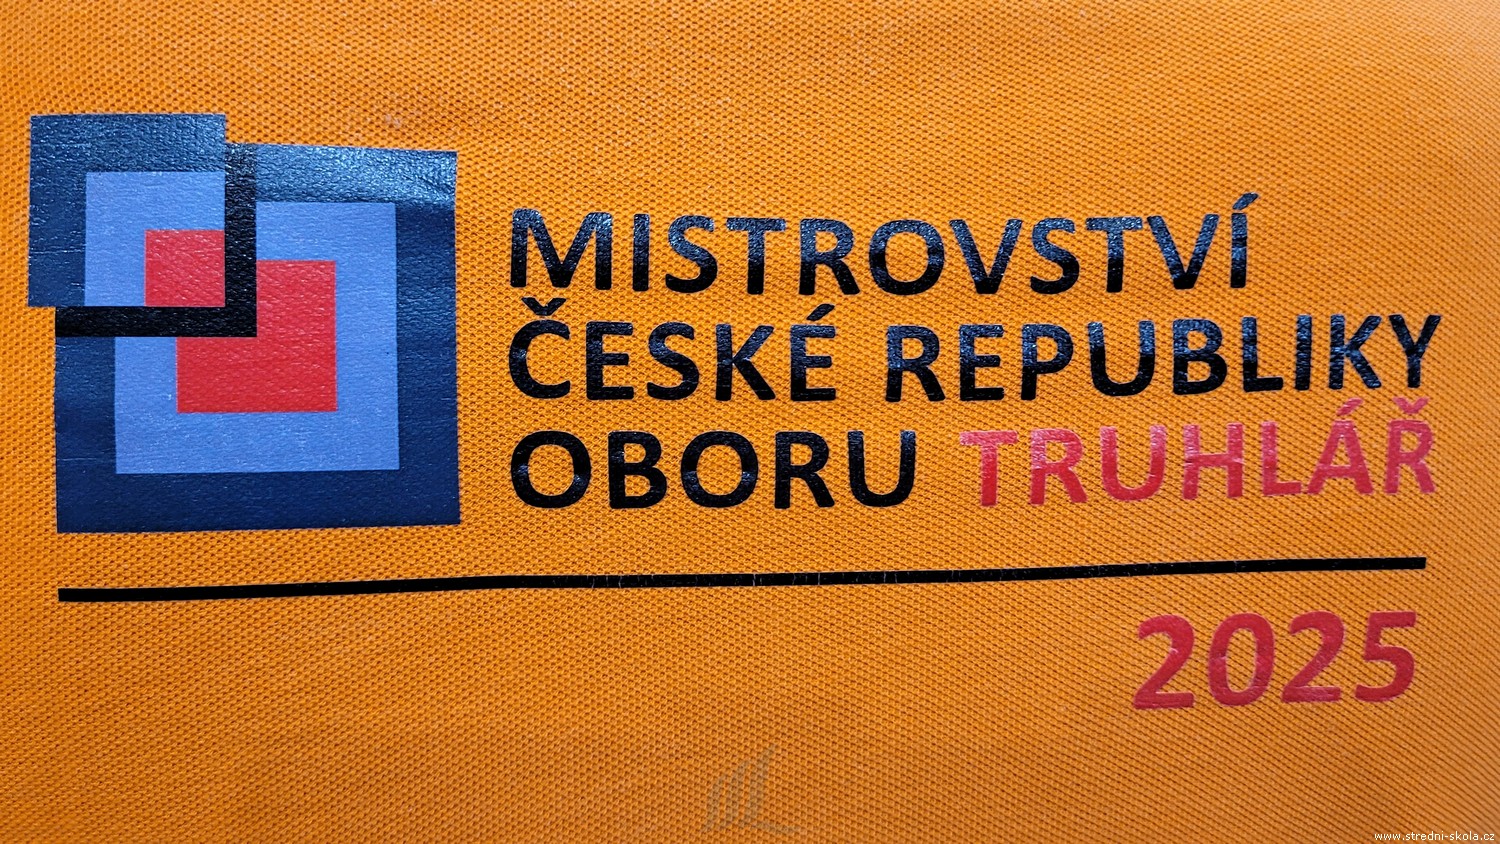 MISTROVSTVÍ
ČESKÉ REPUBLIKY
OBORU TRUHLÁŘ
2025
www.stredni-skola.cz